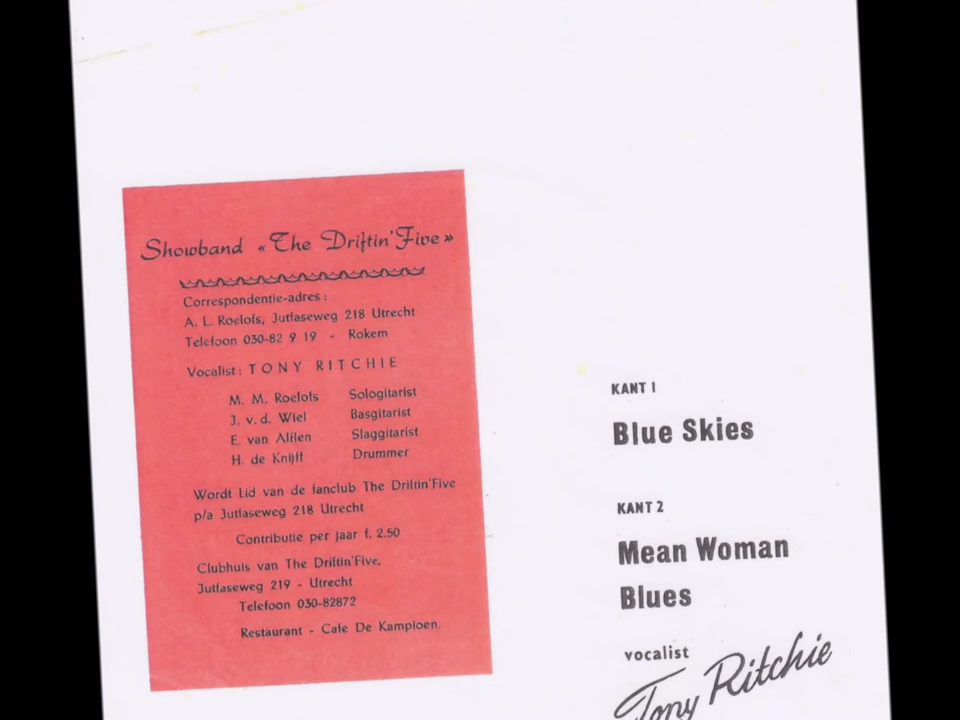 Showband «The Driftin'Five»
Correspondentie-adres :
A. L. Roelofs, Jutfaseweg 218 Utrecht
Telefoon 030-82 9 19 - Rokem
Vocalist : TONY RITCHIE
M. M. Roelofs Sologitarist
J. v. d. Wiel Basgitarist
E. van Alflen Slaggitarist
H. de Knijff Drummer
Wordt Lid van de fanclub The Driftin'Five
p/a Jutfaseweg 218 Utrecht
Contributie per jaar f. 2.50
Clubhuis van The Driftin'Five,
Jutfaseweg 219 - Utrecht
Telefoon 030-82872
Restaurant - Cafe De Kampioen.
KANT 1
Blue Skies
KANT 2
Mean Woman
Blues
vocalist
Tony Ritchie